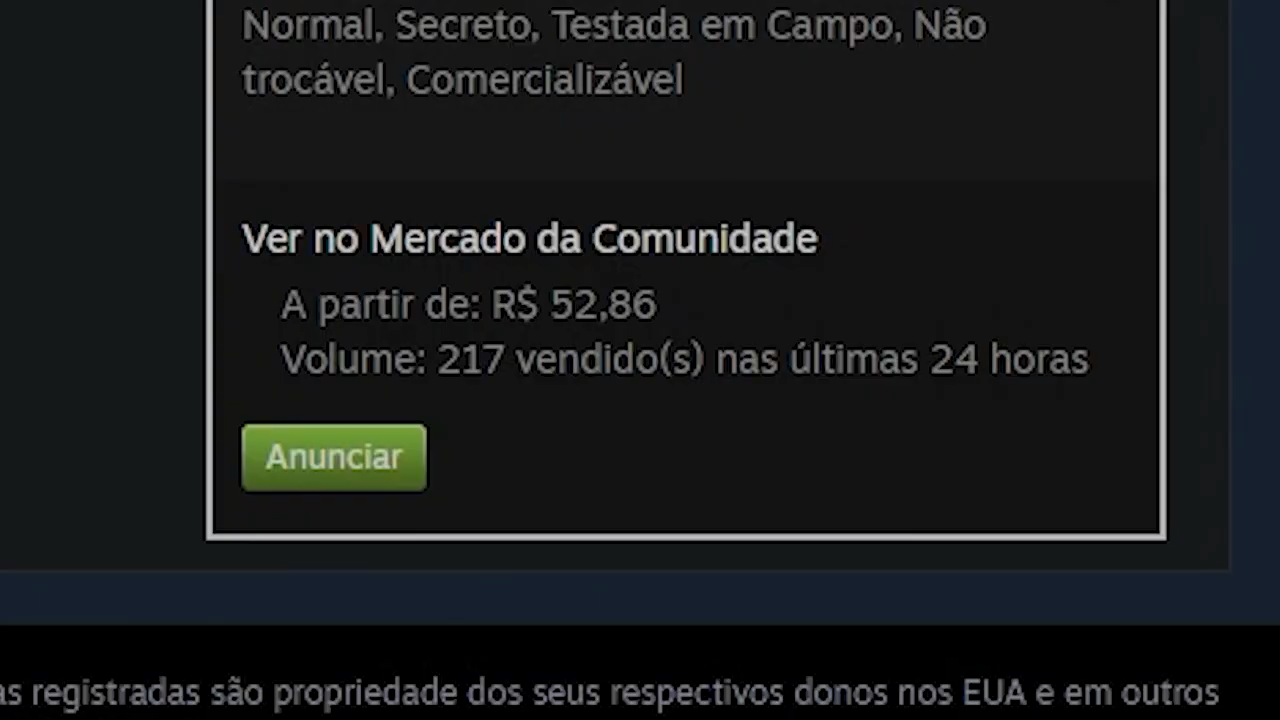 Normal, Secreto, Testada em Campo, Não
trocável, Comercializável
Ver no Mercado da Comunidade
A partir de: R$ 52,86
Volume: 217 vendido(s) nas últimas 24 horas
Anunciar
as registradas são propriedade dos seus respectivos donos nos EUA e em outros